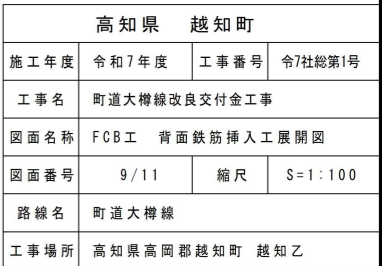 高知県　越知町
施工年度 令和7年度 工事番号 令7社総第1号
工事名 町道大樽線改良交付金工事
図面名称 FCB工　背面鉄筋挿入工展開図
図面番号 9/11 縮尺 S=1:100
路線名 町道大樽線
工事場所 高知県高岡郡越知町　越知乙